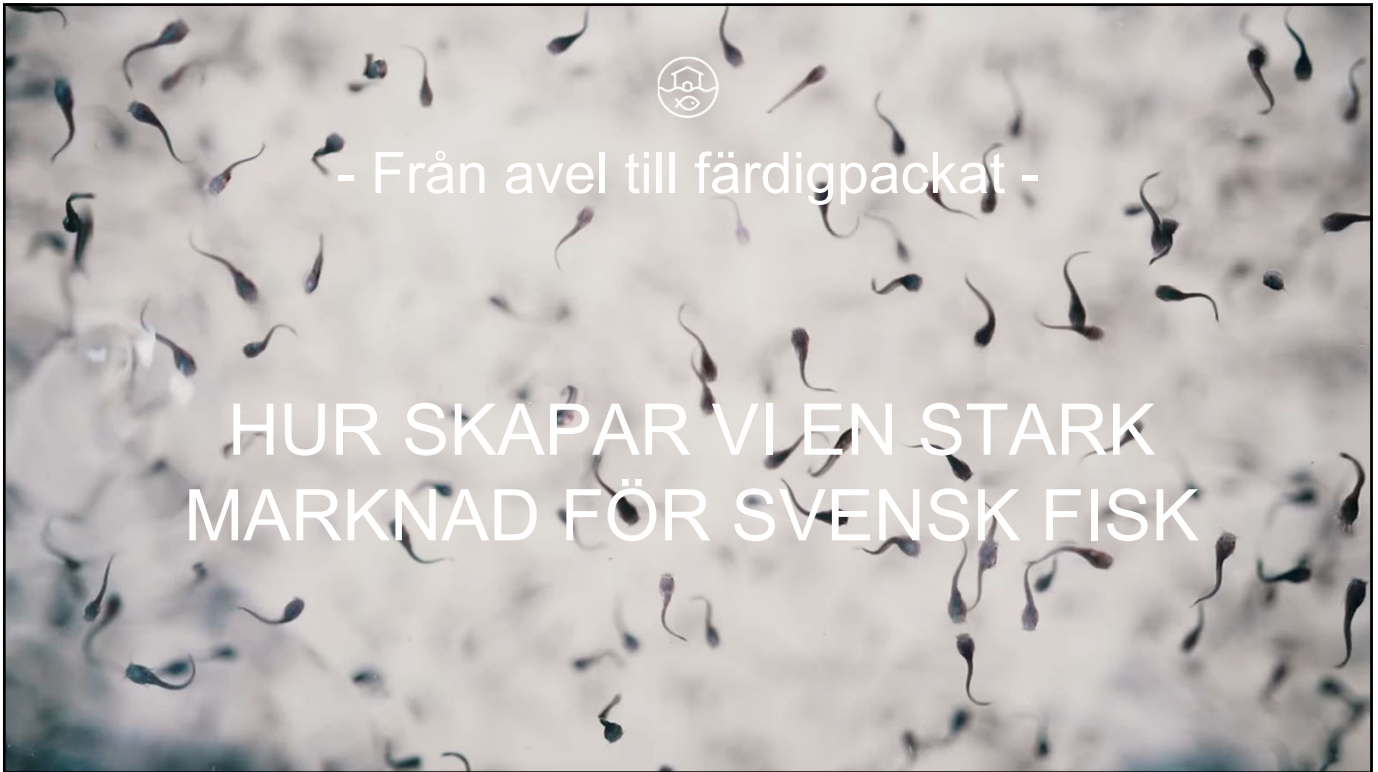 - Från avel till färdigpackat -
HUR SKAPAR VI EN STARK
MARKNAD FÖR SVENSK FISK